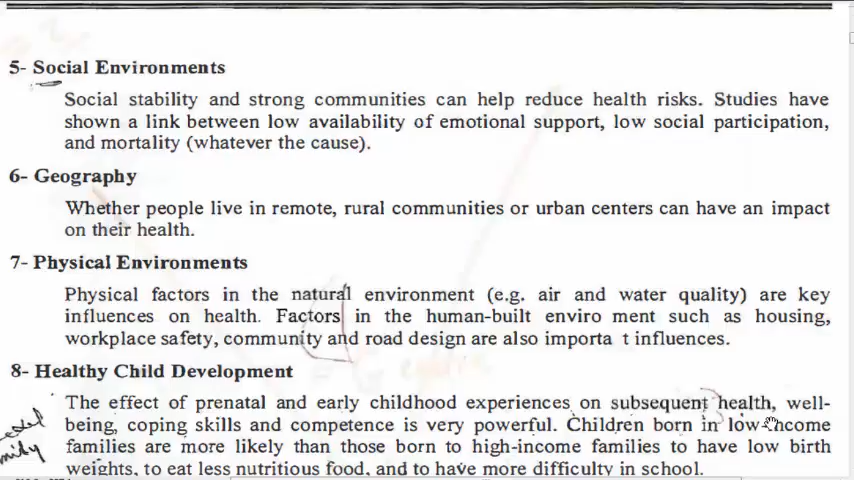 5- Social Environments
Social stability and strong communities can help reduce health risks. Studies have
shown a link between low availability of emotional support, low social participation,
and mortality (whatever the cause).
6- Geography
Whether people live in remote, rural communities or urban centers can have an impact
on their health.
7- Physical Environments
Physical factors in the natural environment (e.g. air and water quality) are key
influences on health. Factors in the human-built enviro ment such as housing,
workplace safety, community and road design are also importa t influences.
8- Healthy Child Development
The effect of prenatal and early childhood experiences on subsequent health, well-
being, coping skills and competence is very powerful. Children born in low-income
families are more likely than those born to high-income families to have low birth
weights, to eat less nutritious food, and to have more difficulty in school.